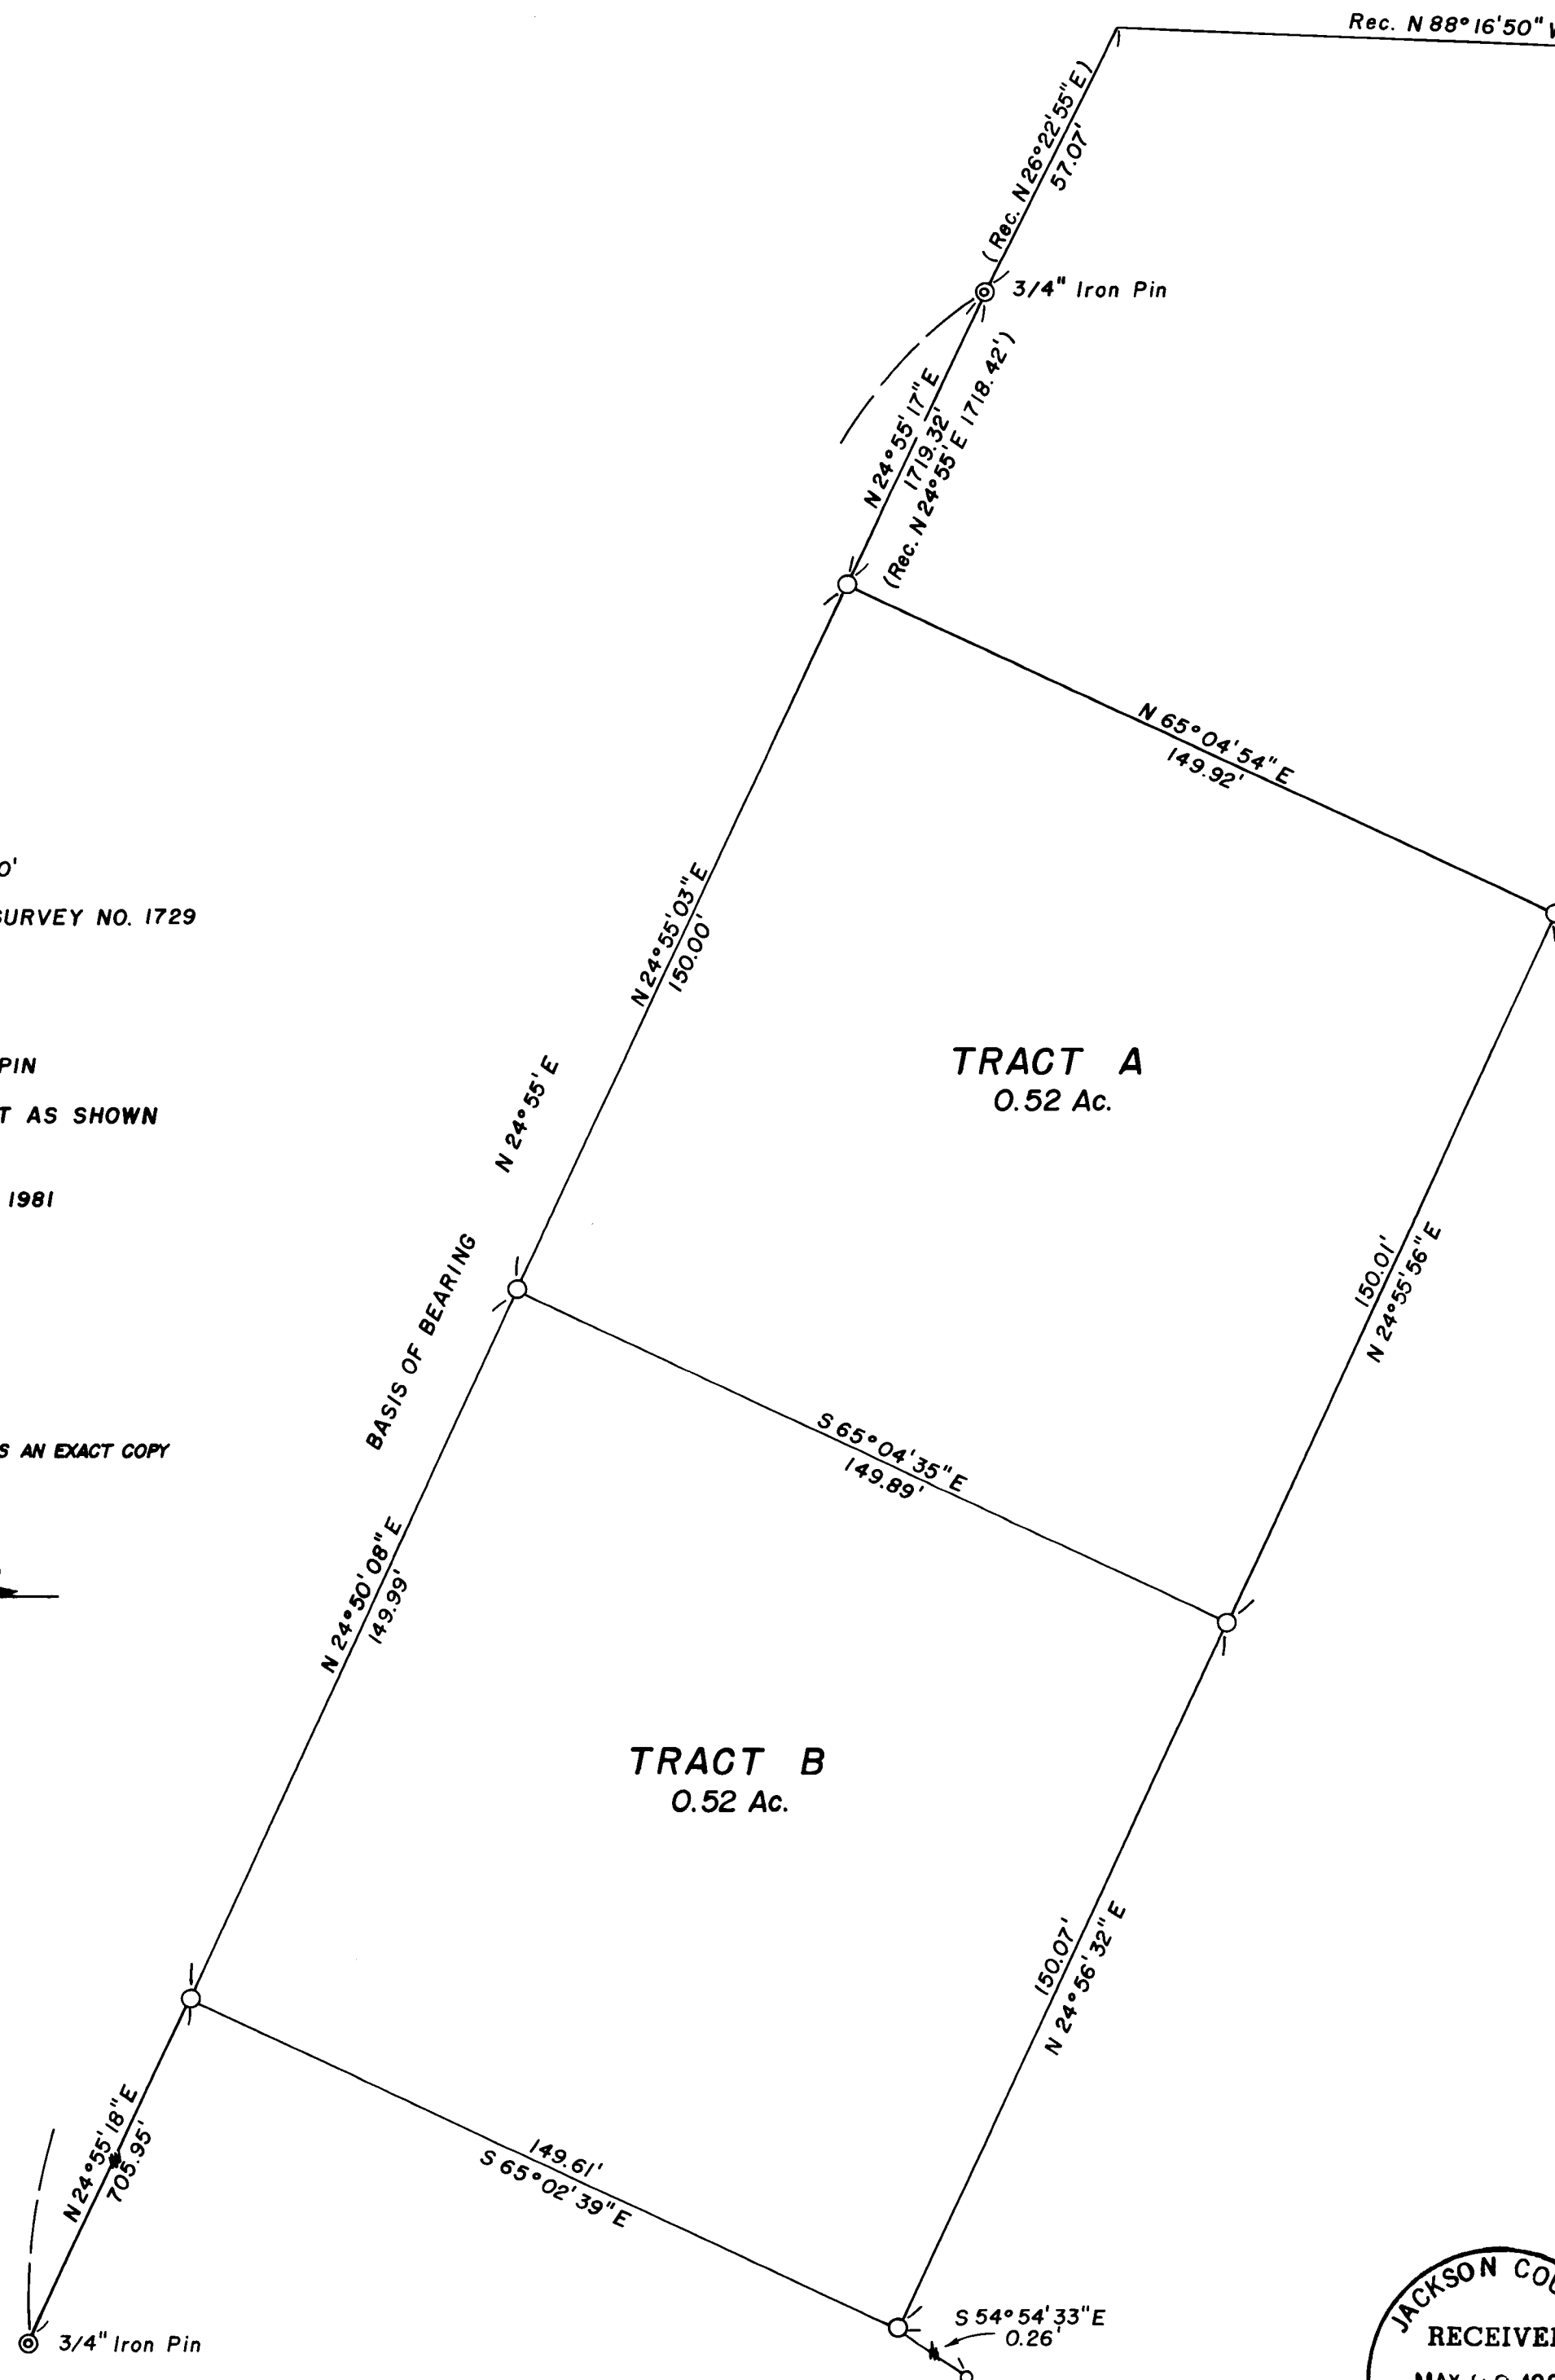 Rec. N 88° 16' 50"
(Rec. N 26° 22' 55" E)
57.07'
3/4" Iron Pin
N 24° 55' 17" E
1719.32'
(Rec. N 24° 55' E 1718.42')
N 65° 04' 54" E
149.92'
0'
SURVEY NO. 1729
N 24° 55' 03" E
150.00'
TRACT A
0.52 Ac.
PIN
T AS SHOWN
N 24° 55' E
1981
150.01'
N 24° 55' 56" E
BASIS OF BEARING
S AN EXACT COPY
S 65° 04' 35" E
149.89'
N 24° 50' 08" E
149.99'
TRACT B
0.52 Ac.
150.07'
N 24° 56' 32" E
N 24° 55' 18" E
705.95'
149.61'
S 65° 02' 39" E
S 54° 54' 33" E
0.26'
3/4" Iron Pin
JACKSON COU
RECEIVE
MAY